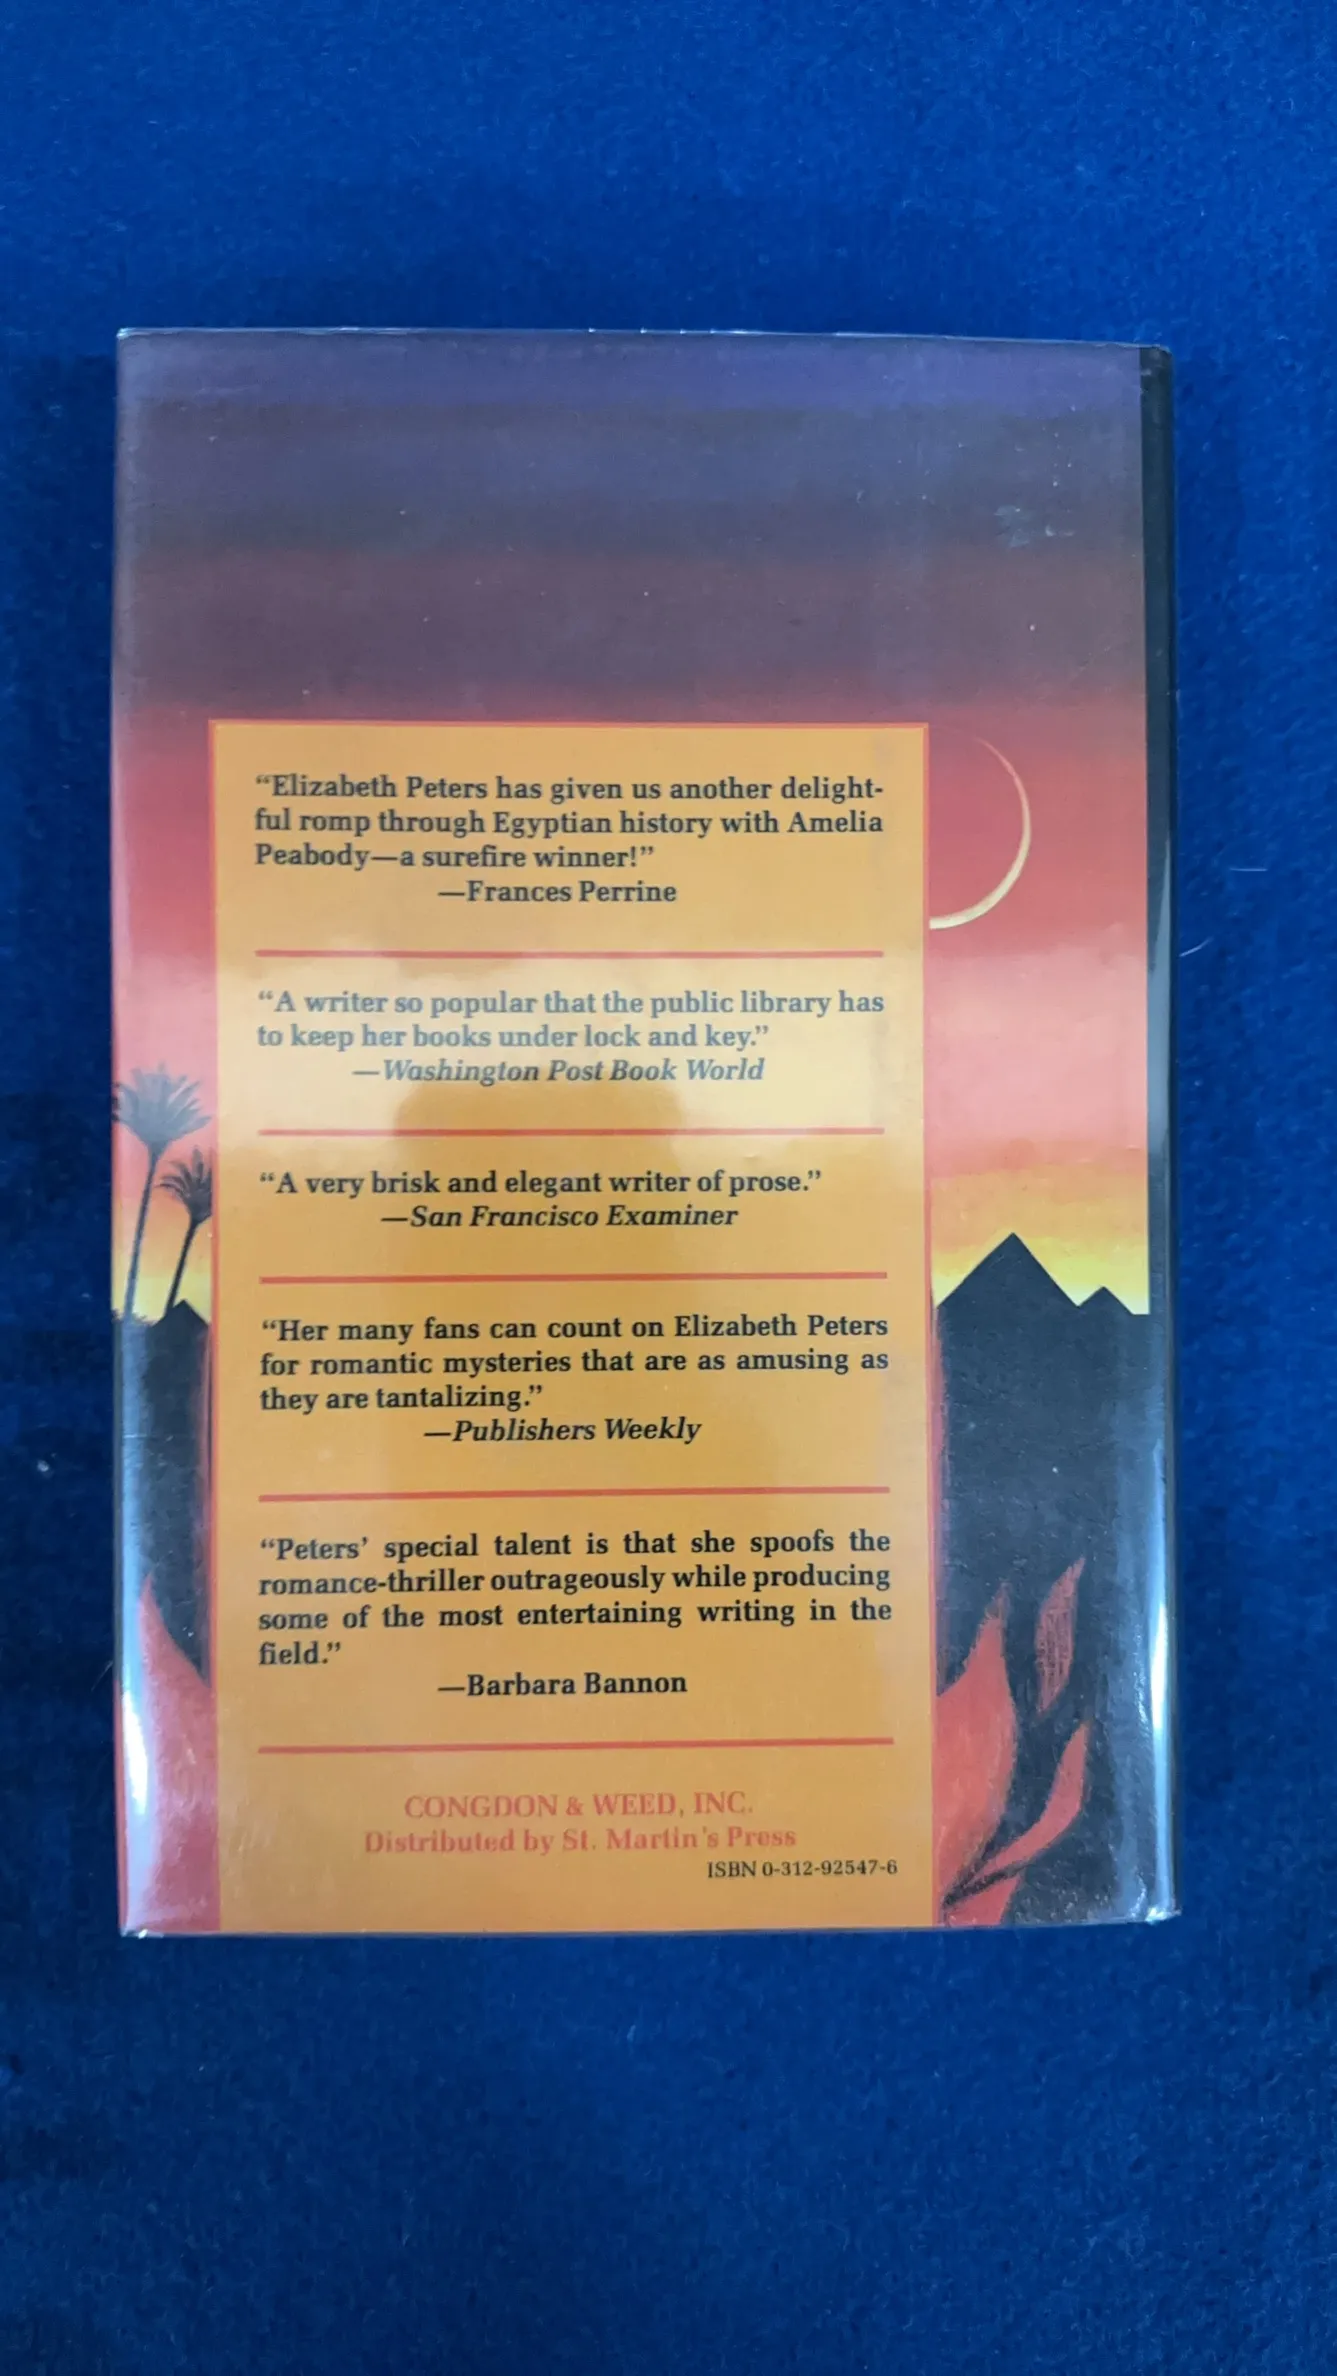 “Elizabeth Peters has given us another delight-
ful romp through Egyptian history with Amelia
Peabody—a surefire winner!”
—Frances Perrine
“A writer so popular that the public library has
to keep her books under lock and key.”
—Washington Post Book World
“A very brisk and elegant writer of prose.”
—San Francisco Examiner
“Her many fans can count on Elizabeth Peters
for romantic mysteries that are as amusing as
they are tantalizing.”
—Publishers Weekly
“Peters’ special talent is that she spoofs the
romance-thriller outrageously while producing
some of the most entertaining writing in the
field.”
—Barbara Bannon
CONGDON & WEED, INC.
Distributed by St. Martin’s Press
ISBN 0-312-92547-6